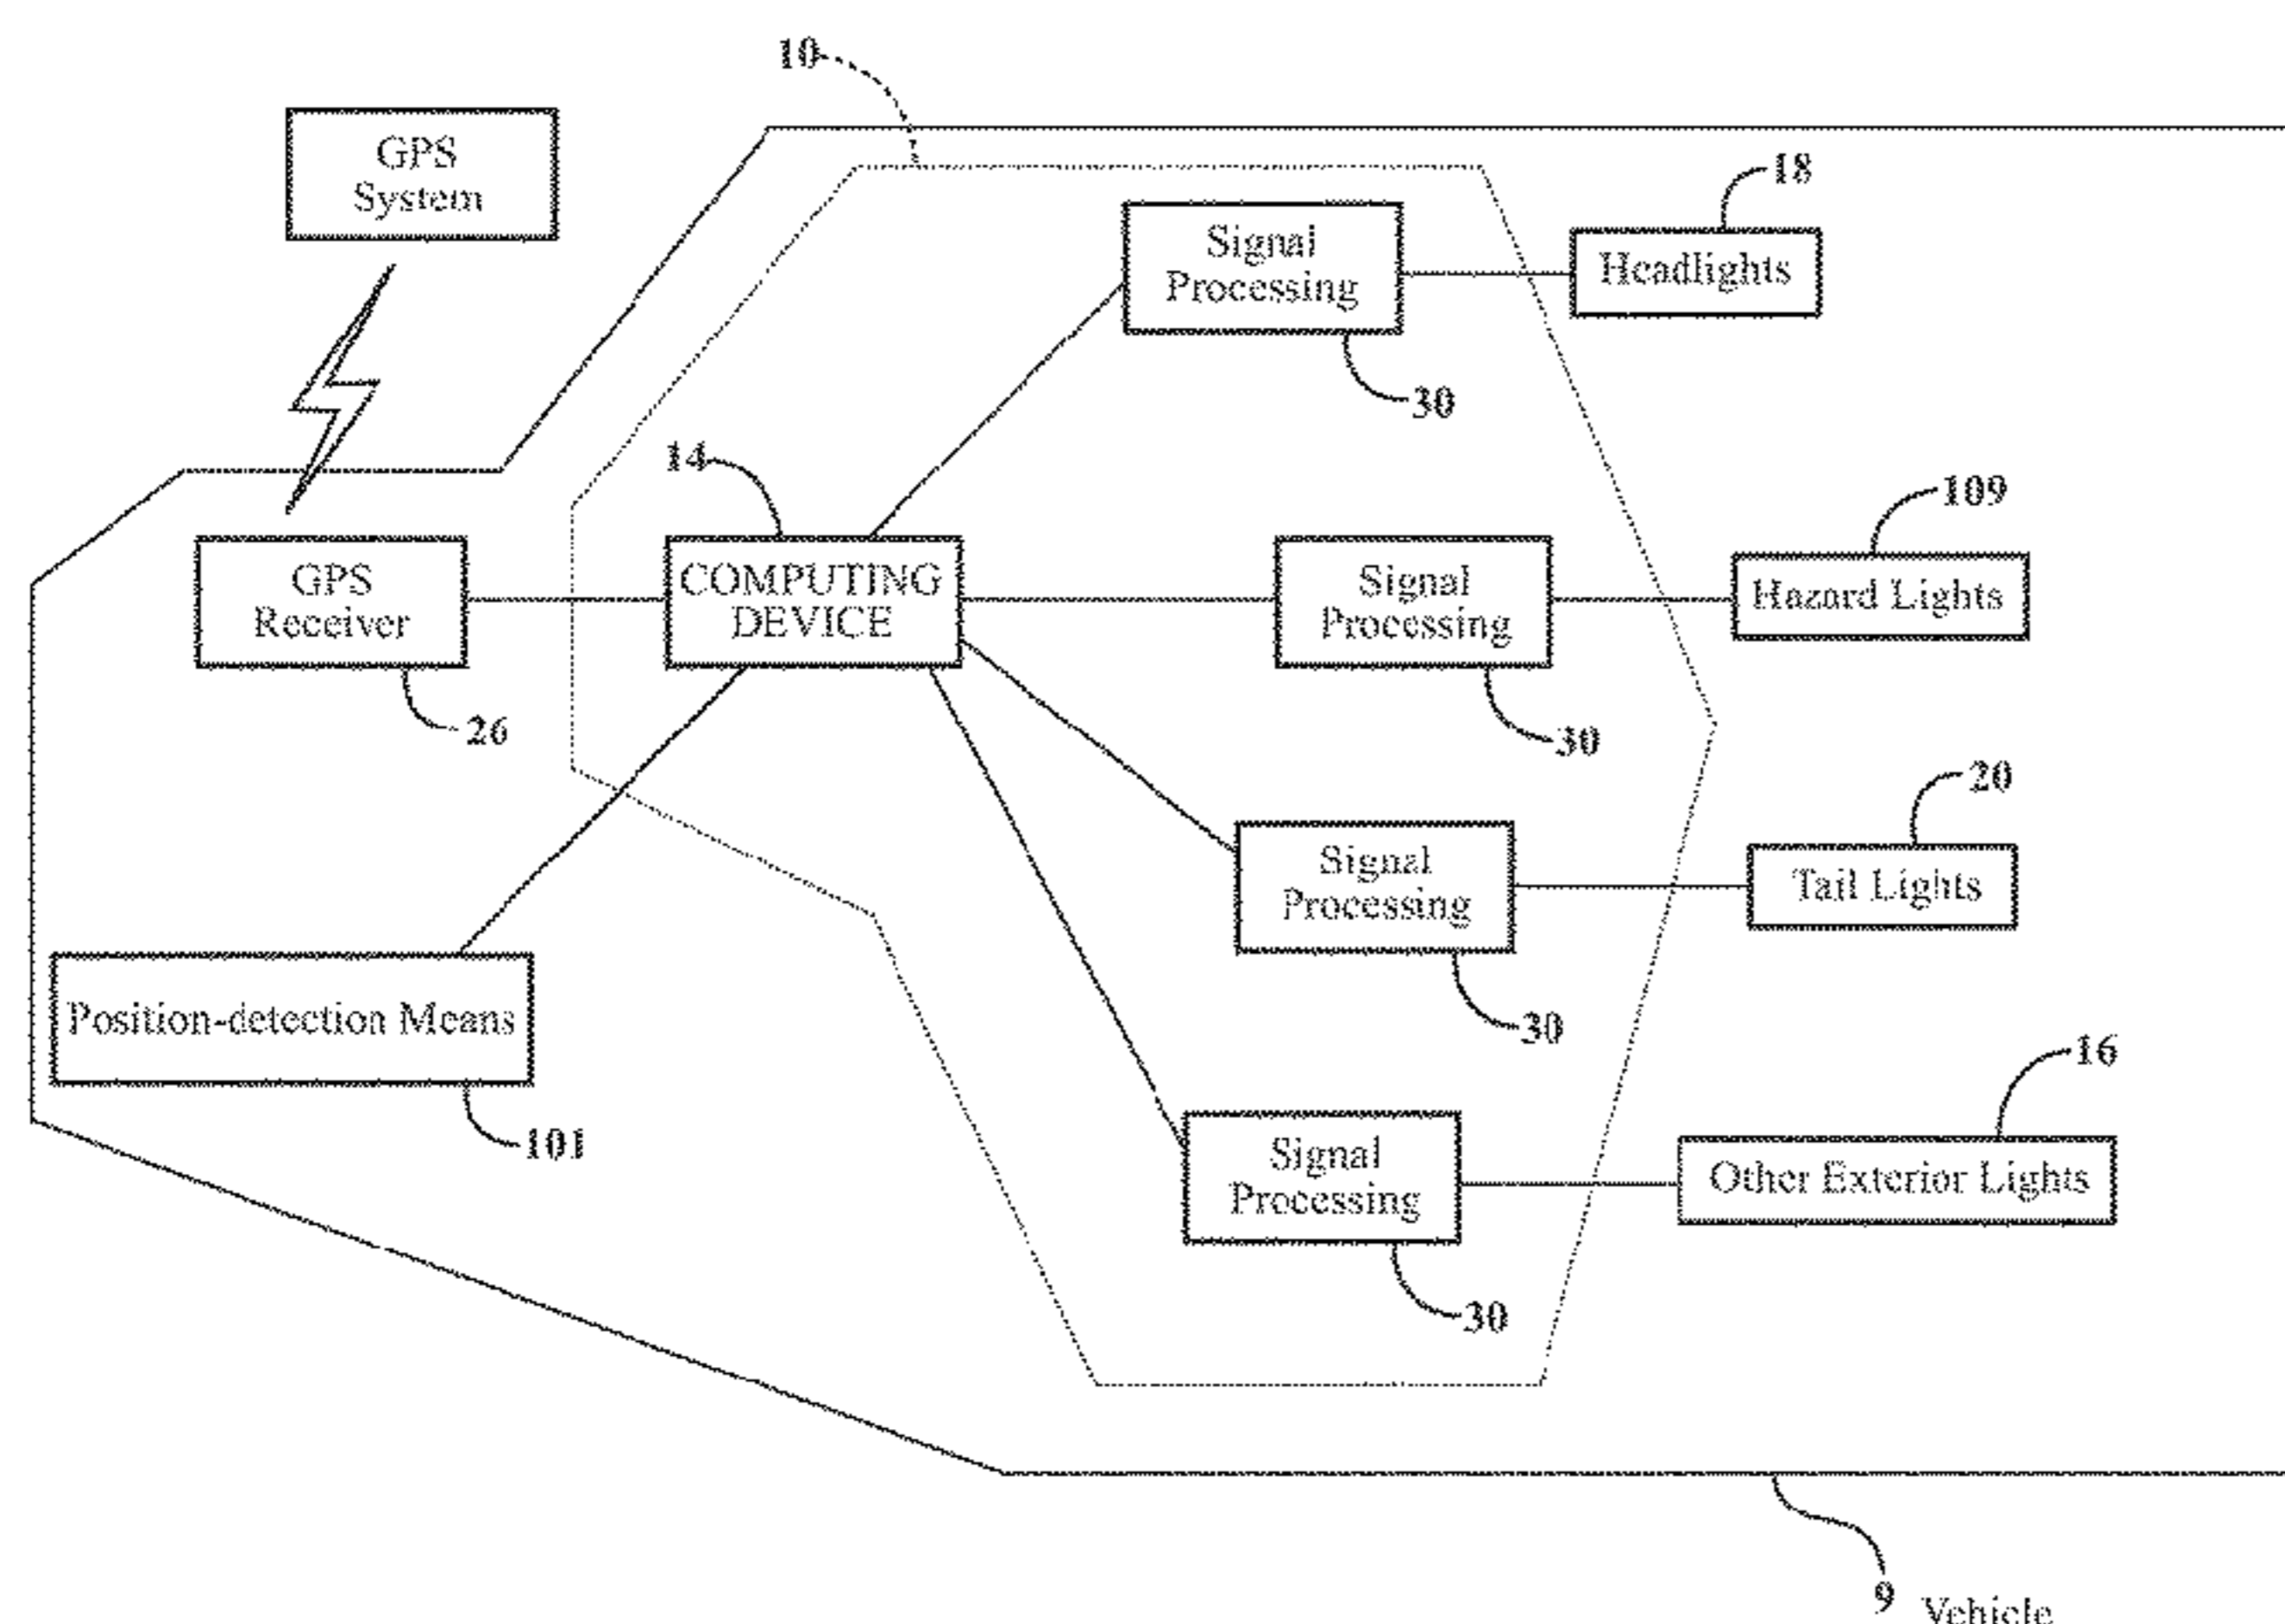 10
GPS
System
18
Signal
Processing
Headlights
30
14
109
GPS
Receiver
COMPUTING
DEVICE
Signal
Processing
Hazard Lights
26
30
20
Signal
Processing
Tail Lights
Position-detection Means
30
16
101
Signal
Processing
Other Exterior Lights
30
9 Vehicle